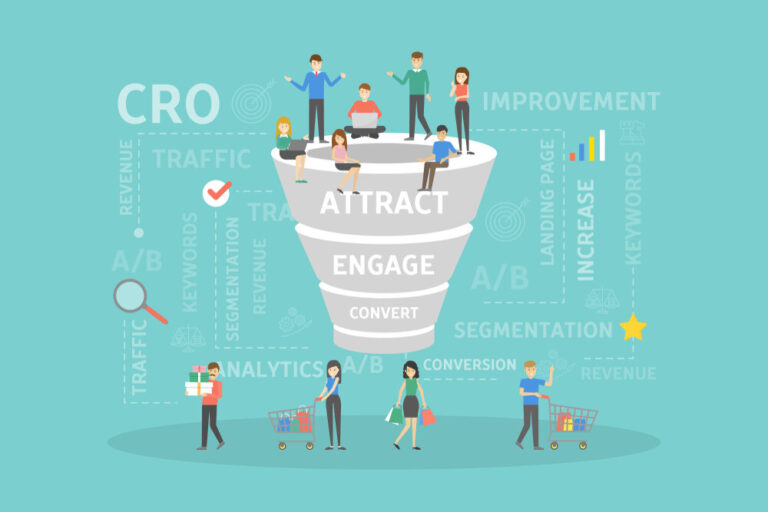 CRO
IMPROVEMENT
REVENUE
TRAFFIC
TRA
ATTRACT
LANDING PAGE
INCREASE
KEYWORDS
A/B
KEYWORDS
SEGMENTATION
REVENUE
ENGAGE
A/B
CONVERT
SEGMENTATION
TRAFFIC
ANALYTICS
A/B
CONVERSION
REVENUE